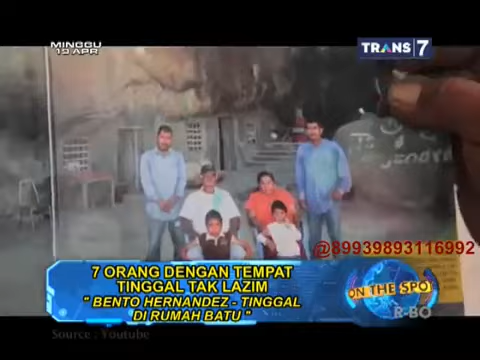 MINGGU
19 APR
TRANS 7
@89939893116992
7 ORANG DENGAN TEMPAT
TINGGAL TAK LAZIM
" BENTO HERNANDEZ - TINGGAL
DI RUMAH BATU "
ON THE SPO
R-BO
Source : Youtube